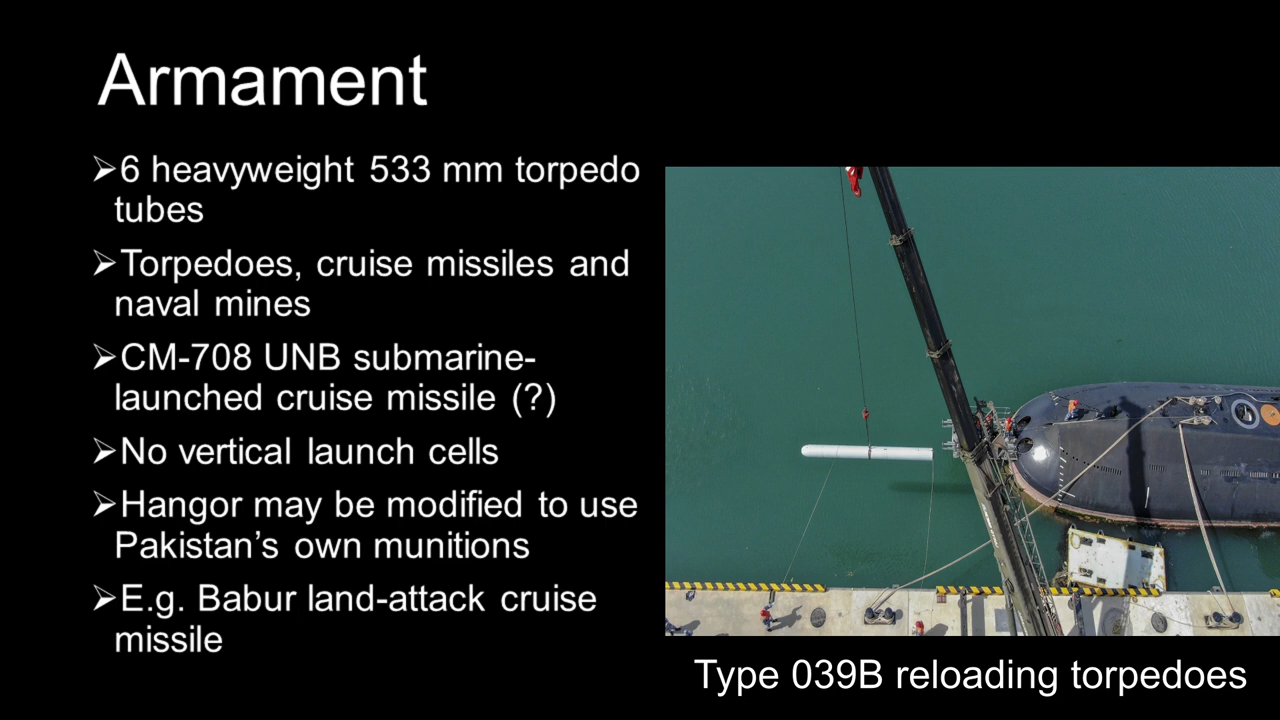 Armament
➢6 heavyweight 533 mm torpedo
tubes
➢Torpedoes, cruise missiles and
naval mines
➢CM-708 UNB submarine-
launched cruise missile (?)
➢No vertical launch cells
➢Hangor may be modified to use
Pakistan’s own munitions
➢E.g. Babur land-attack cruise
missile
Type 039B reloading torpedoes